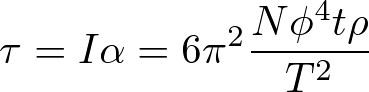 τ = Iα = 6π² Nϕ⁴tρ / T²